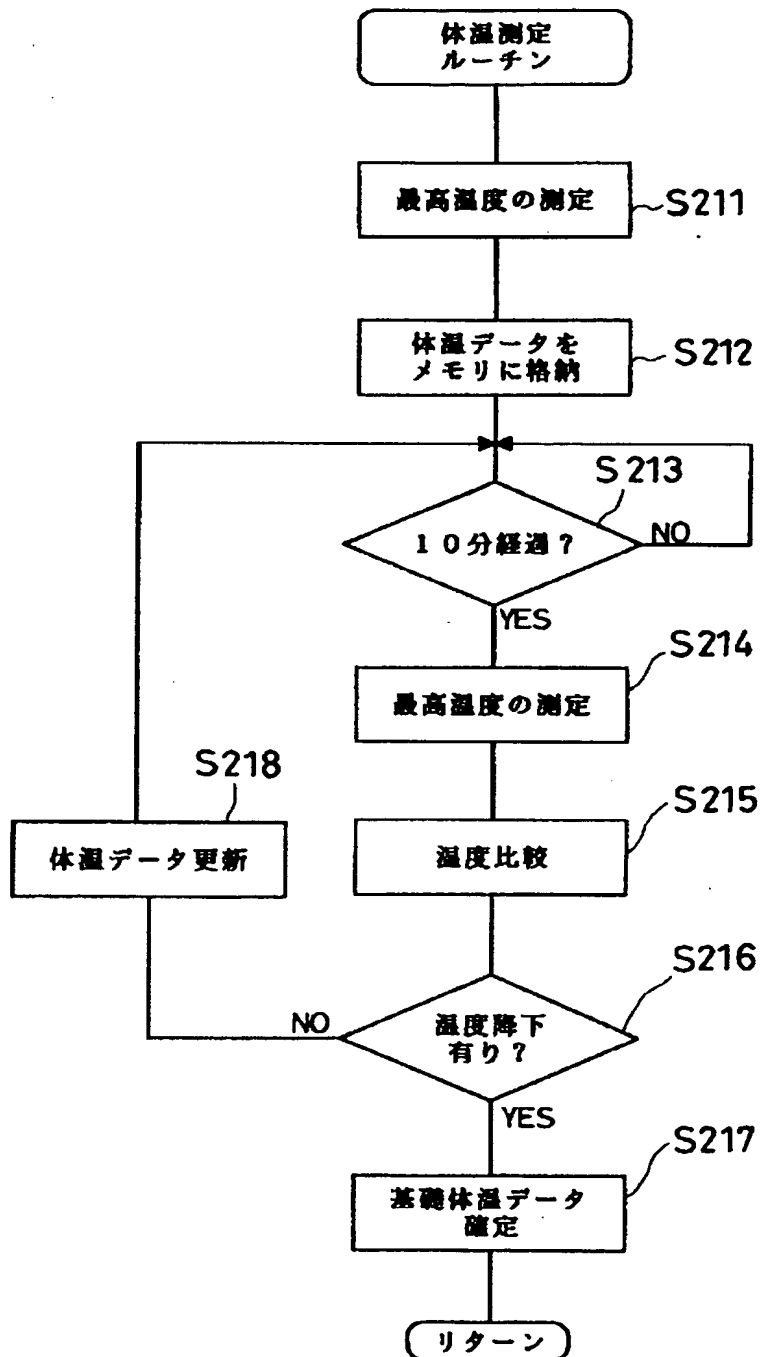 体温測定
ルーチン
最高温度の測定
S211
体温データを
メモリに格納
S212
S213
10分経過?
NO
YES
S214
最高温度の測定
S218
体温データ更新
S215
温度比較
S216
NO
温度降下
有り?
YES
S217
基礎体温データ
確定
リターン